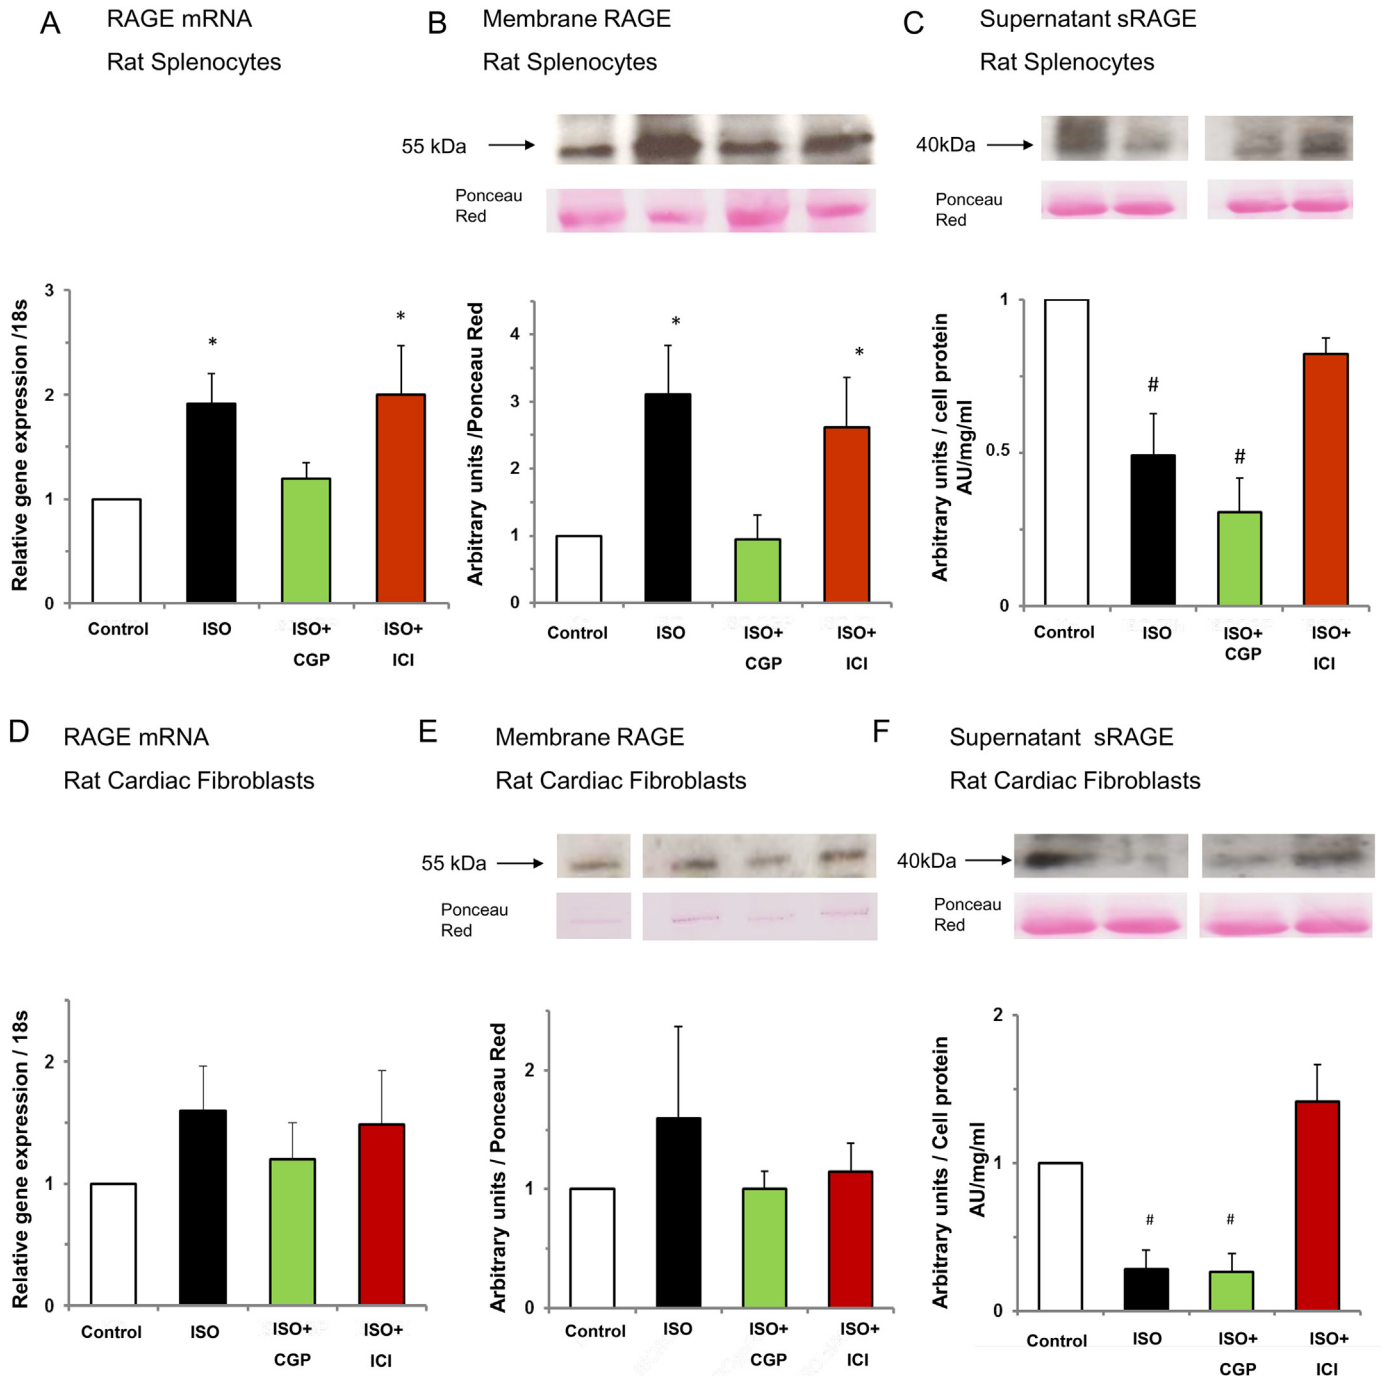 A
RAGE mRNA
Rat Splenocytes
3
2
1
0
Relative gene expression /18s
*
*
Control
ISO
ISO+
CGP
ISO+
ICI
B
Membrane RAGE
Rat Splenocytes
55 kDa
Ponceau
Red
4
3
2
1
0
Arbitrary units /Ponceau Red
*
*
Control
ISO
ISO+
CGP
ISO+
ICI
C
Supernatant sRAGE
Rat Splenocytes
40kDa
Ponceau
Red
1
0.5
0
Arbitrary units / cell protein
AU/mg/ml
#
#
Control
ISO
ISO+
CGP
ISO+
ICI
D
RAGE mRNA
Rat Cardiac Fibroblasts
2
1
0
Relative gene expression / 18s
Control
ISO
ISO+
CGP
ISO+
ICI
E
Membrane RAGE
Rat Cardiac Fibroblasts
55 kDa
Ponceau
Red
2
1
0
Arbitrary units / Ponceau Red
Control
ISO
ISO+
CGP
ISO+
ICI
F
Supernatant sRAGE
Rat Cardiac Fibroblasts
40kDa
Ponceau
Red
2
1
0
Arbitrary units / Cell protein
AU/mg/ml
#
#
Control
ISO
ISO+
CGP
ISO+
ICI